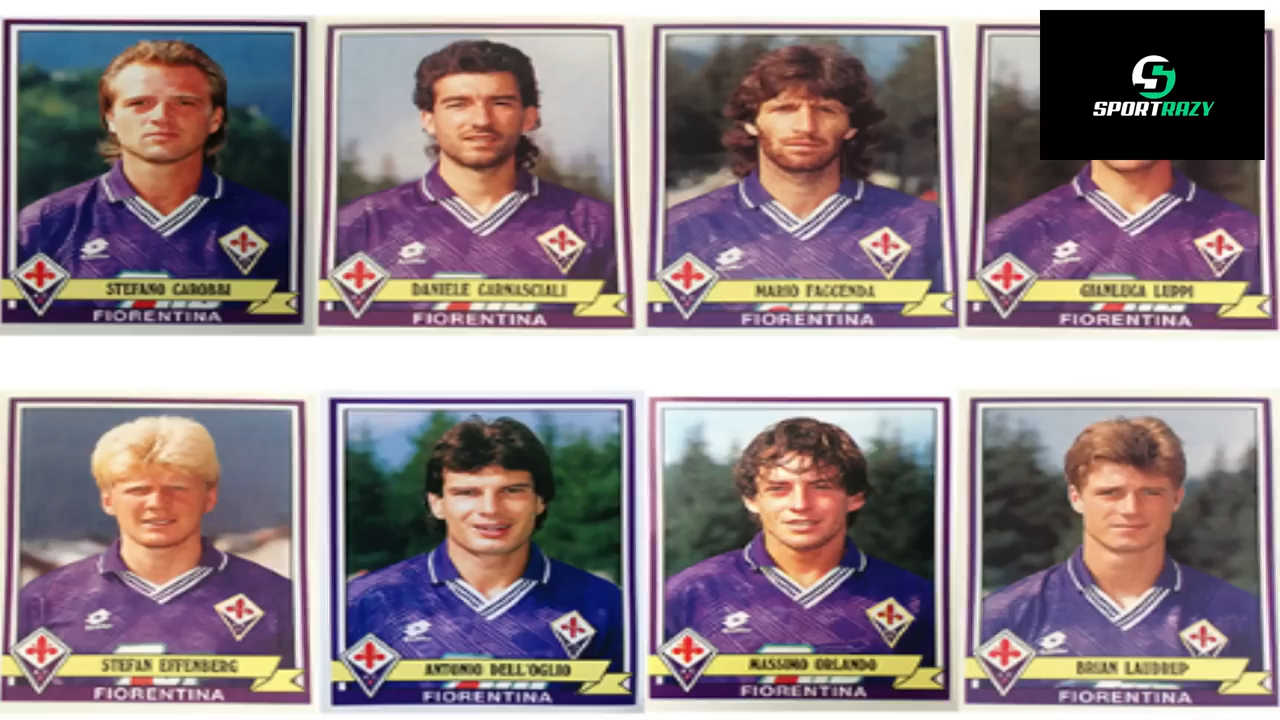 SPORTRAZY
STEFANO CAROBBI
FIORENTINA
DANIELE CARNASCIALI
FIORENTINA
MARIO FACCENDA
FIORENTINA
GIANLUCA LUPPI
FIORENTINA
STEFAN EFFENBERG
FIORENTINA
ANTONIO DELL'OGLIO
FIORENTINA
MASSIMO ORLANDO
FIORENTINA
BRIAN LAUDRUP
FIORENTINA